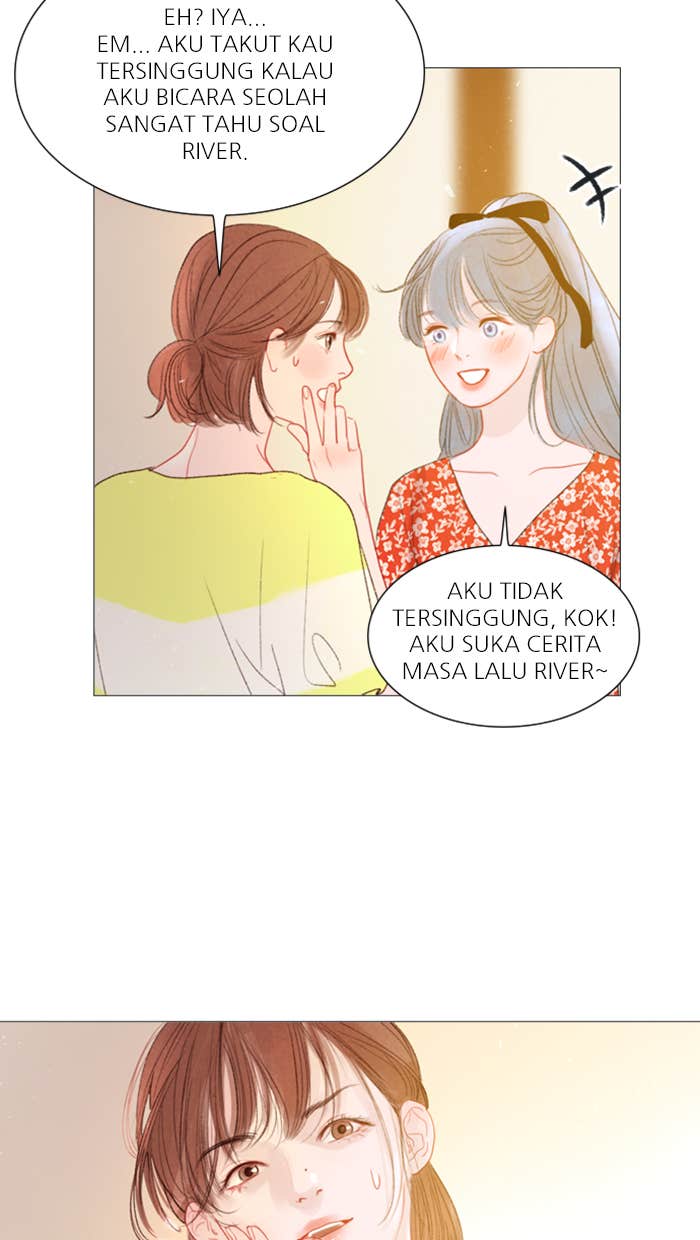 EH? IYA...
EM... AKU TAKUT KAU
TERSINGGUNG KALAU
AKU BICARA SEOLAH
SANGAT TAHU SOAL
RIVER.
AKU TIDAK
TERSINGGUNG, KOK!
AKU SUKA CERITA
MASA LALU RIVER~